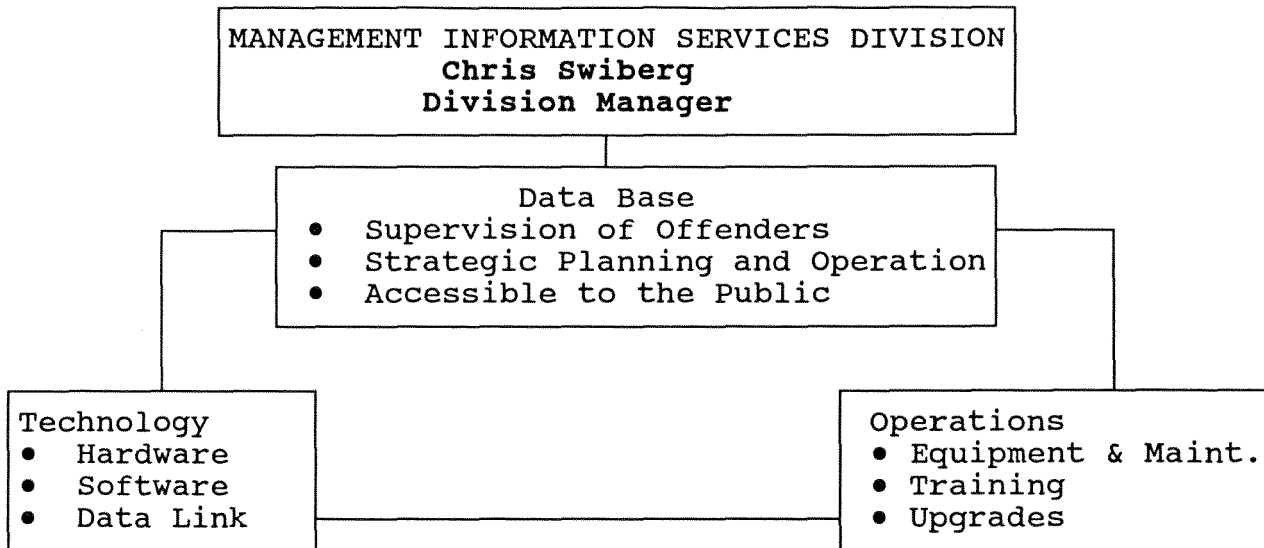 MANAGEMENT INFORMATION SERVICES DIVISION
Chris Swiberg
Division Manager
Data Base
• Supervision of Offenders
• Strategic Planning and Operation
• Accessible to the Public
Technology
• Hardware
• Software
• Data Link
Operations
• Equipment & Maint.
• Training
• Upgrades